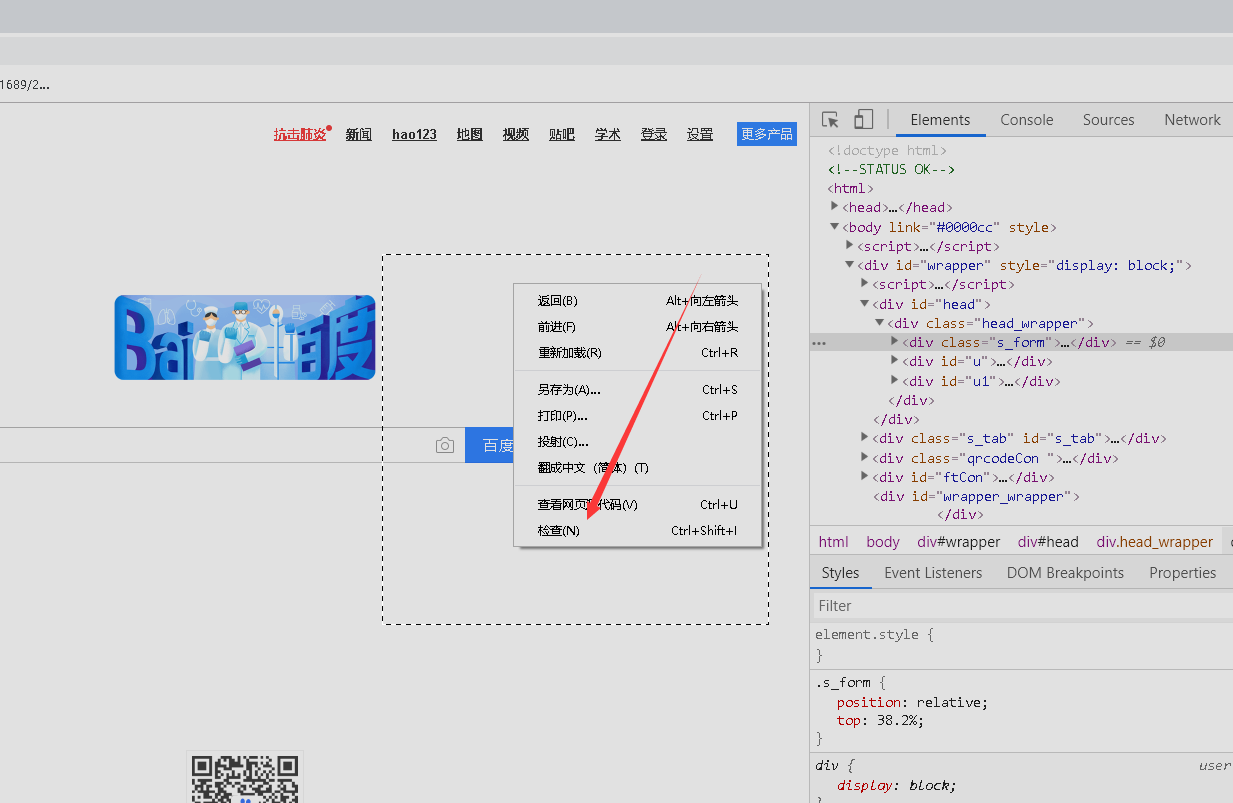 1689/2...
抗击肺炎 新闻 hao123 地图 视频 贴吧 学术 登录 设置 更多产品
Bai 百度
百度
返回(B) Alt+向左箭头
前进(F) Alt+向右箭头
重新加载(R) Ctrl+R
另存为(A)... Ctrl+S
打印(P)... Ctrl+P
投射(C)...
翻成中文（简体）(T)
查看网页源代码(V) Ctrl+U
检查(N) Ctrl+Shift+I
Elements Console Sources Network
<!doctype html>
<!--STATUS OK-->
<html>
<head>…</head>
<body link="#0000cc" style>
<script>…</script>
<div id="wrapper" style="display: block;">
<script>…</script>
<div id="head">
<div class="head_wrapper">
<div class="s_form">…</div> == $0
<div id="u">…</div>
<div id="u1">…</div>
</div>
</div>
<div class="s_tab" id="s_tab">…</div>
<div class="qrcodeCon ">…</div>
<div id="ftCon">…</div>
<div id="wrapper_wrapper">
</div>
html body div#wrapper div#head div.head_wrapper
Styles Event Listeners DOM Breakpoints Properties
Filter
element.style {
}
.s_form {
position: relative;
top: 38.2%;
}
div { user
display: block;
}